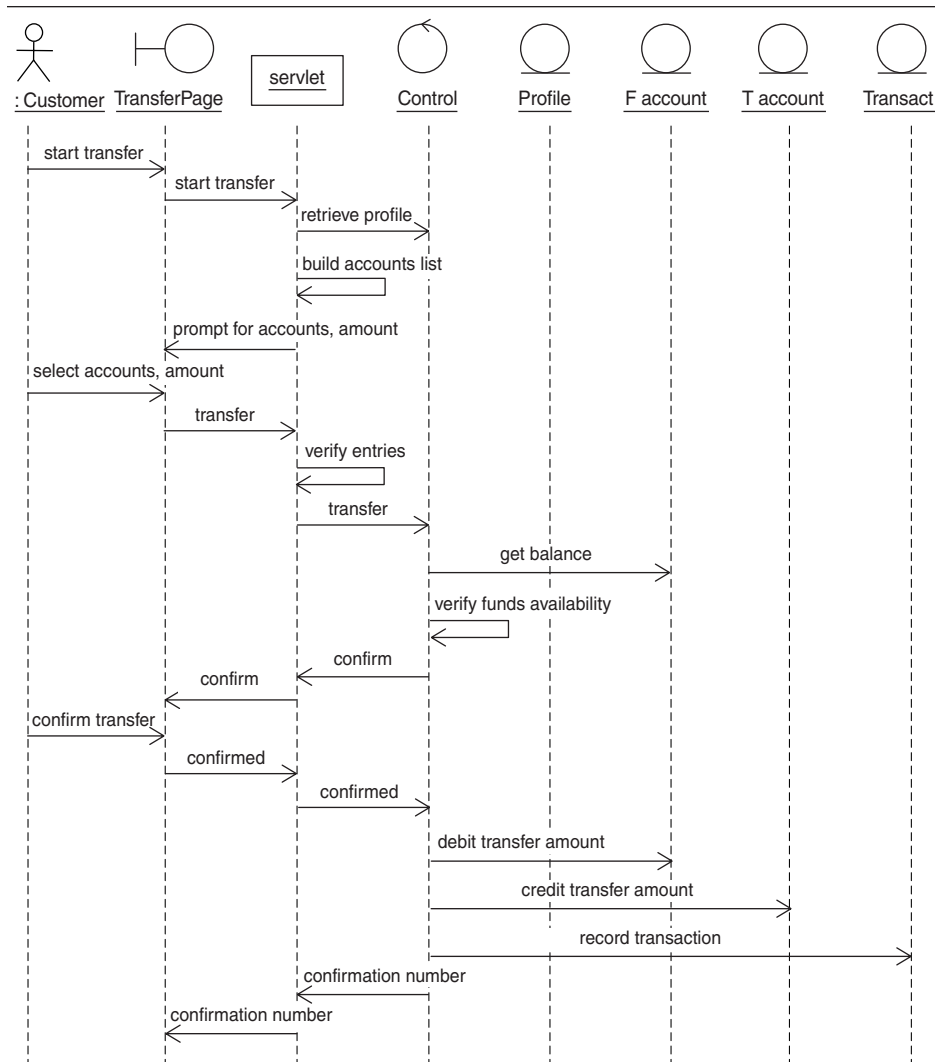 servlet
: Customer TransferPage Control Profile F account T account Transact
start transfer
start transfer
retrieve profile
build accounts list
prompt for accounts, amount
select accounts, amount
transfer
verify entries
transfer
get balance
verify funds availability
confirm
confirm
confirm transfer
confirmed
confirmed
debit transfer amount
credit transfer amount
record transaction
confirmation number
confirmation number